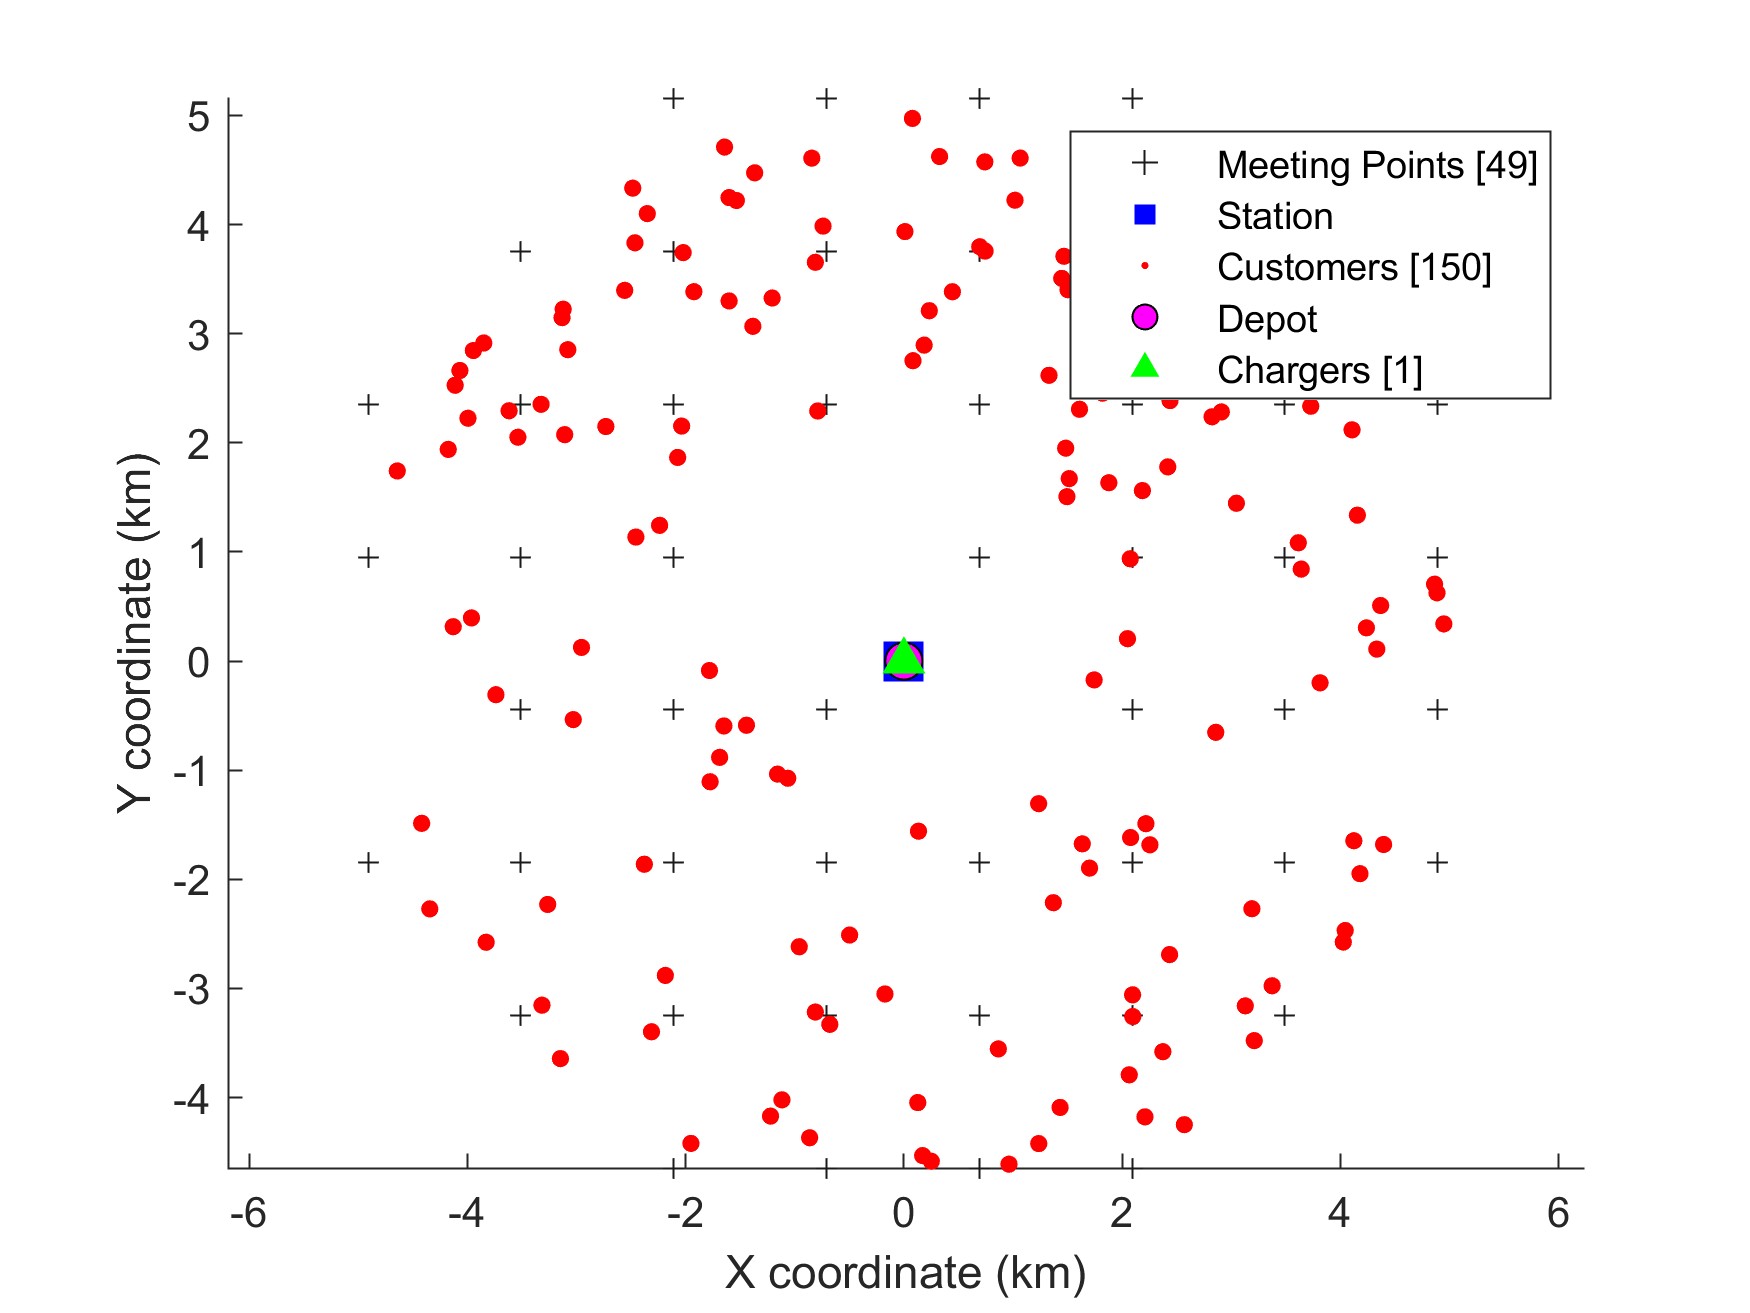 5
4
3
2
1
0
-1
-2
-3
-4
Y coordinate (km)
-6 -4 -2 0 2 4 6
X coordinate (km)
Meeting Points [49]
Station
Customers [150]
Depot
Chargers [1]